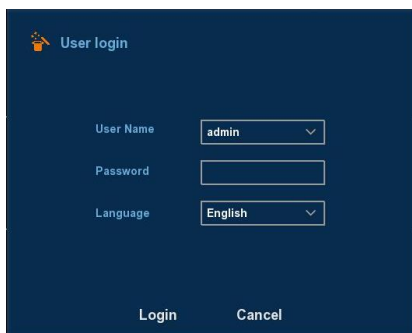 User login
User Name admin
Password
Language English
Login Cancel